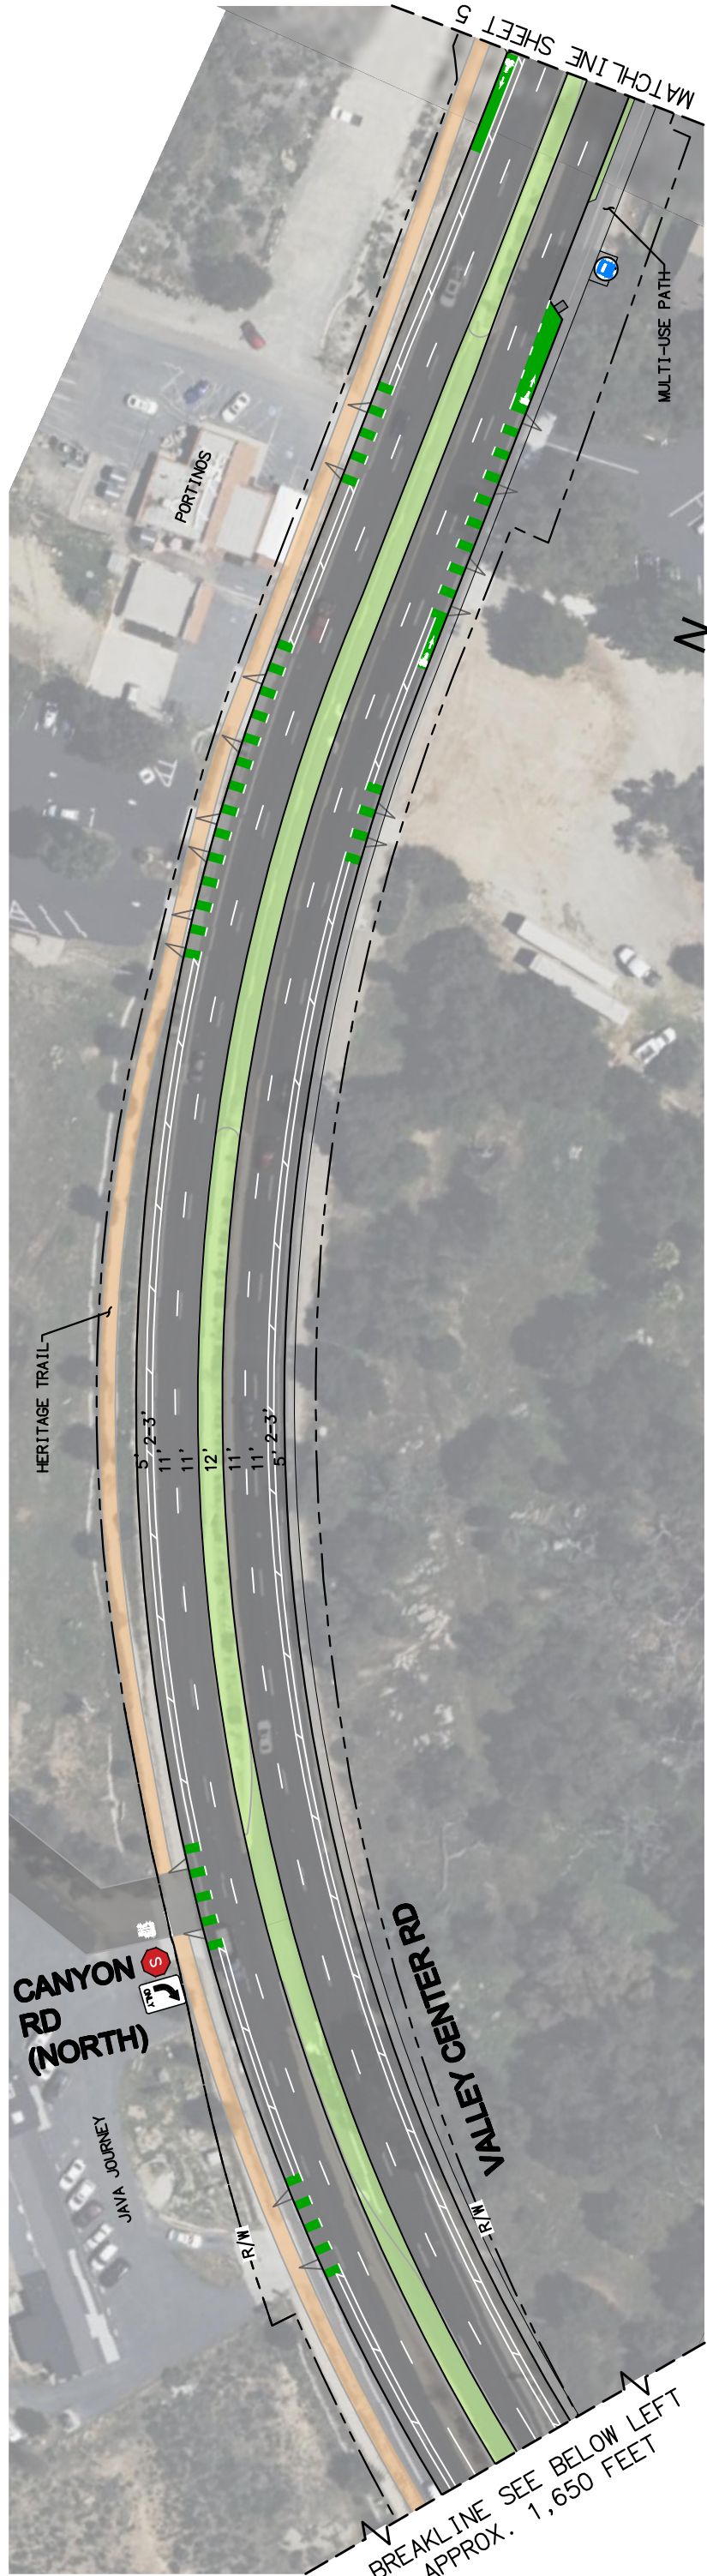 MATCHLINE SHEET 5
MULTI-USE PATH
PORTINOS
N
HERITAGE TRAIL
5'
2-3'
11'
11'
12'
11'
11'
2-3'
5'
CANYON
RD
(NORTH)
S
ONLY
JAVA JOURNEY
VALLEY CENTER RD
R/W
R/W
BREAKLINE SEE BELOW LEFT
APPROX. 1,650 FEET